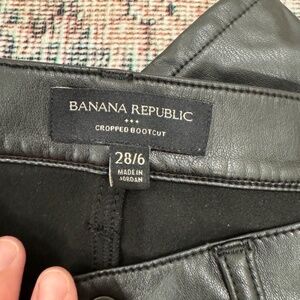 BANANA REPUBLIC
CROPPED BOOTCUT
28/6
MADE IN
JORDAN